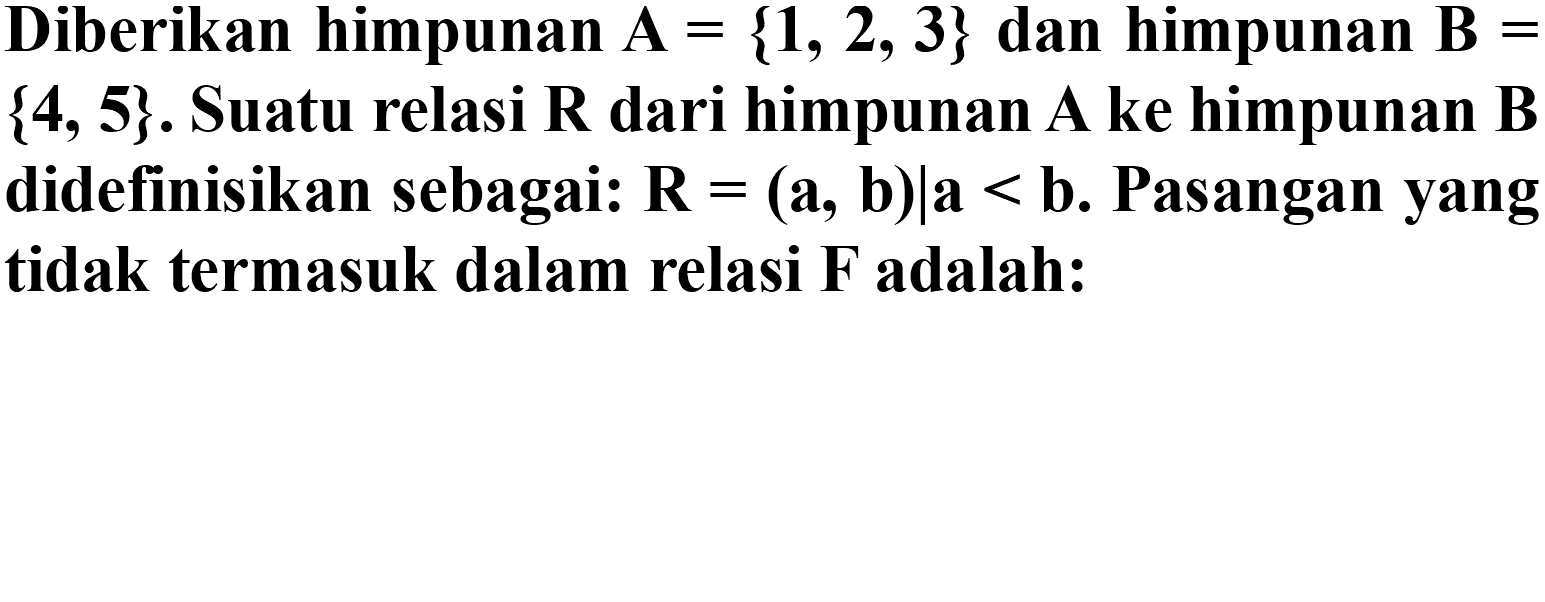 Diberikan himpunan A = {1, 2, 3} dan himpunan B =
{4, 5}. Suatu relasi R dari himpunan A ke himpunan B
didefinisikan sebagai: R = (a, b)|a < b. Pasangan yang
tidak termasuk dalam relasi F adalah: